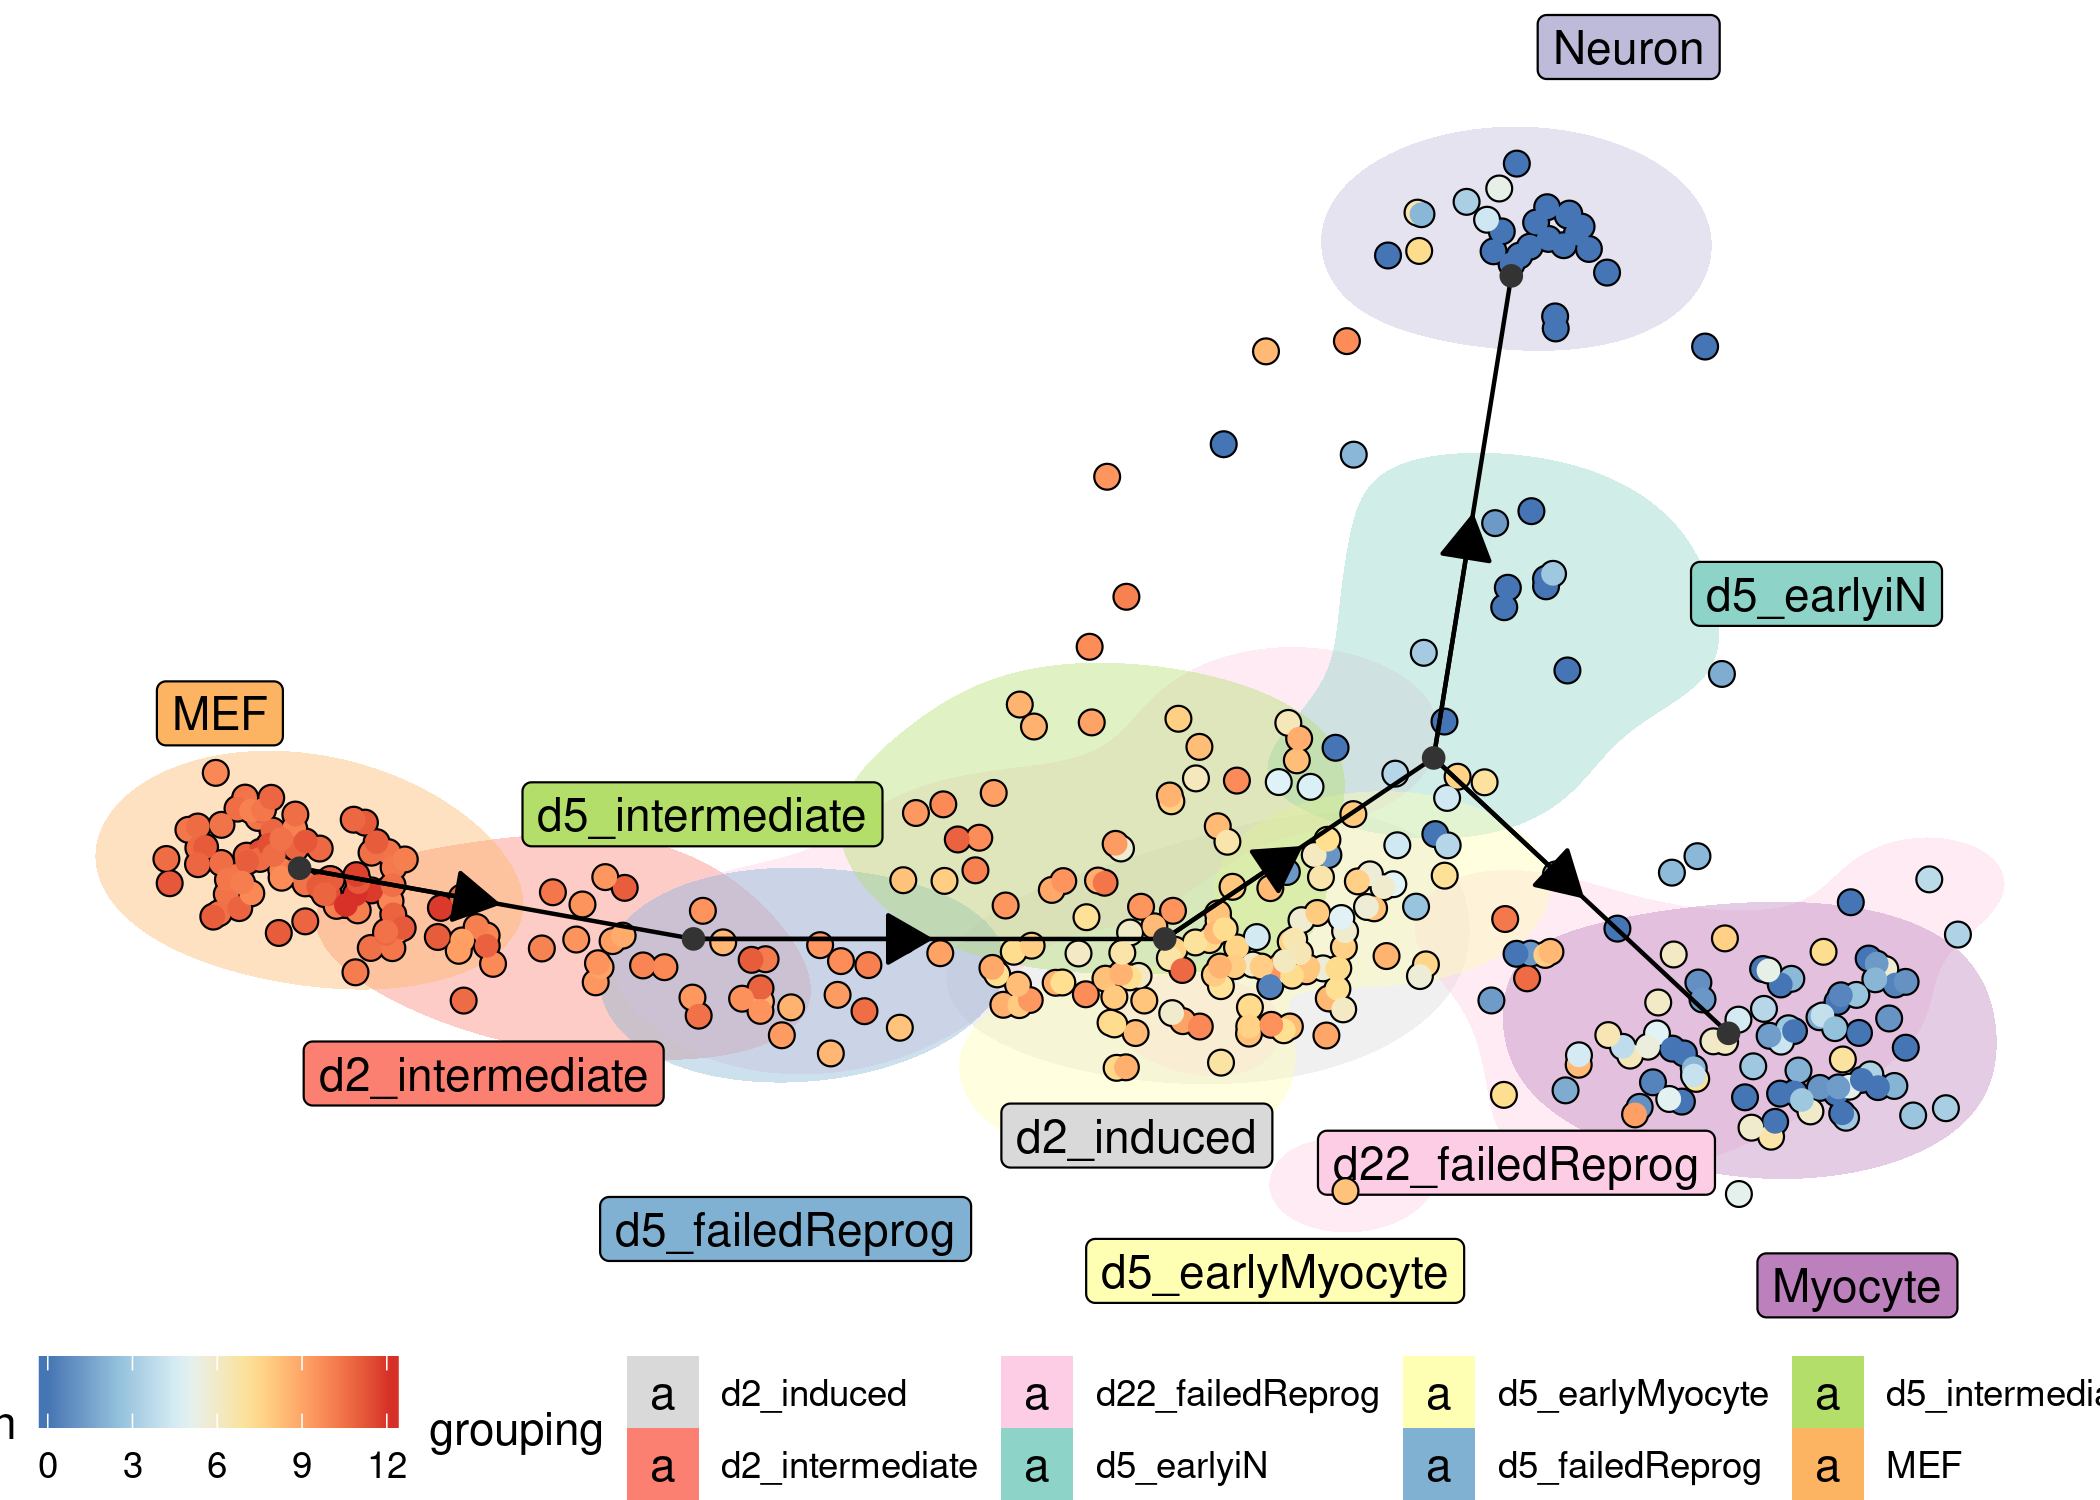 Neuron
d5_earlyiN
MEF
d5_intermediate
d2_intermediate
d2_induced
d22_failedReprog
d5_failedReprog
d5_earlyMyocyte
Myocyte
0 3 6 9 12
grouping
a d2_induced
a d2_intermediate
a d22_failedReprog
a d5_earlyiN
a d5_earlyMyocyte
a d5_failedReprog
a
a MEF